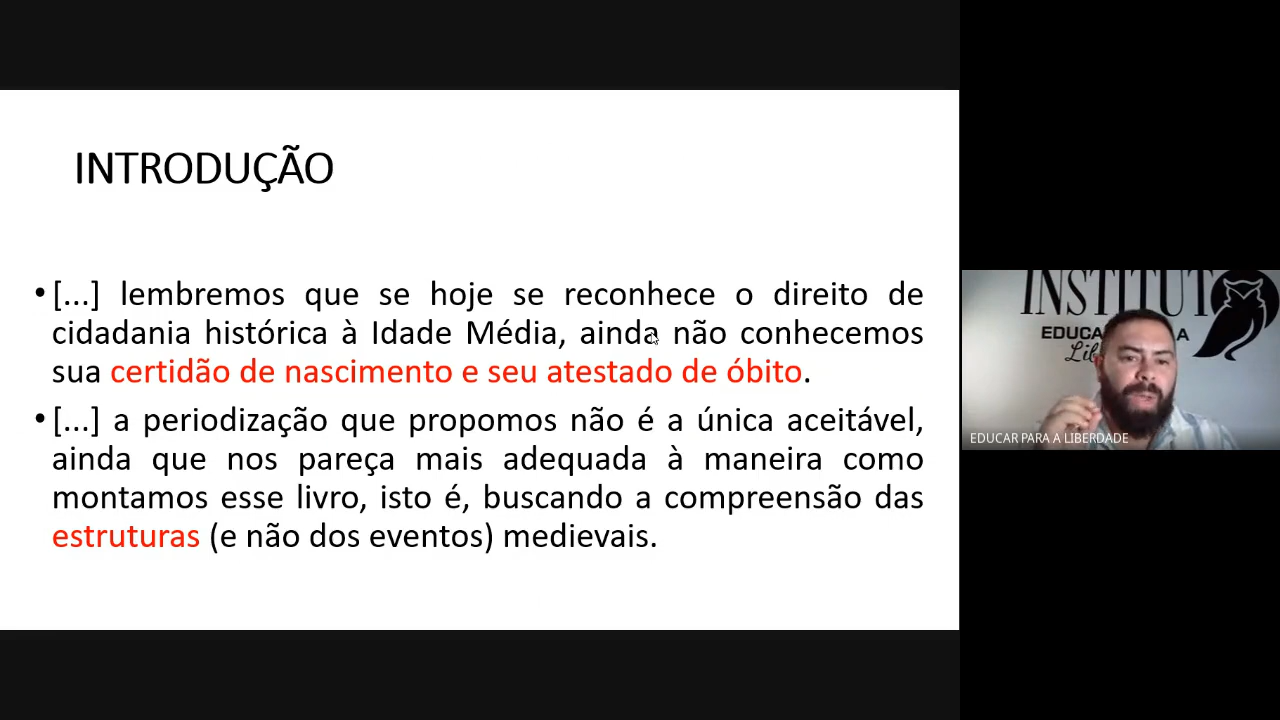 INTRODUÇÃO
• [...] lembremos que se hoje se reconhece o direito de
cidadania histórica à Idade Média, ainda não conhecemos
sua certidão de nascimento e seu atestado de óbito.
• [...] a periodização que propomos não é a única aceitável,
ainda que nos pareça mais adequada à maneira como
montamos esse livro, isto é, buscando a compreensão das
estruturas (e não dos eventos) medievais.
INSTITUT
EDUCA A
Li
EDUCAR PARA A LIBERDADE